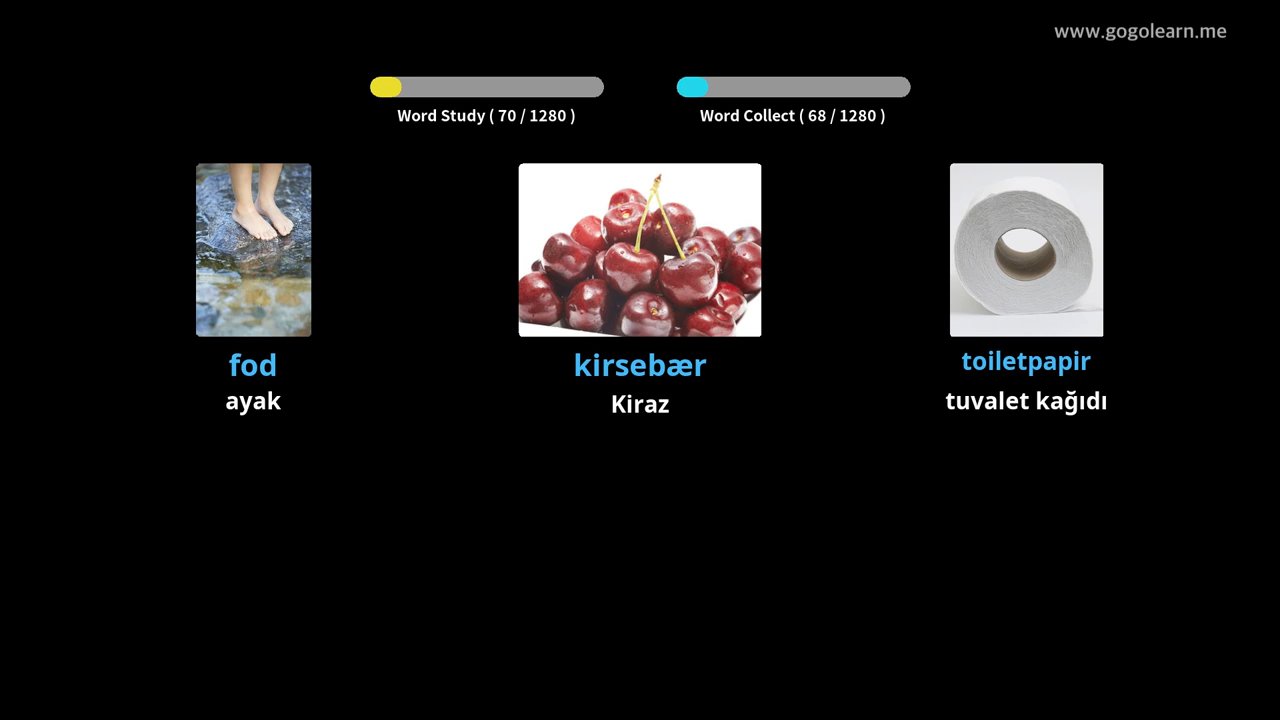 www.gogolearn.me
Word Study ( 70 / 1280 )
Word Collect ( 68 / 1280 )
fod
kirsebær
toiletpapir
ayak
Kiraz
tuvalet kağıdı